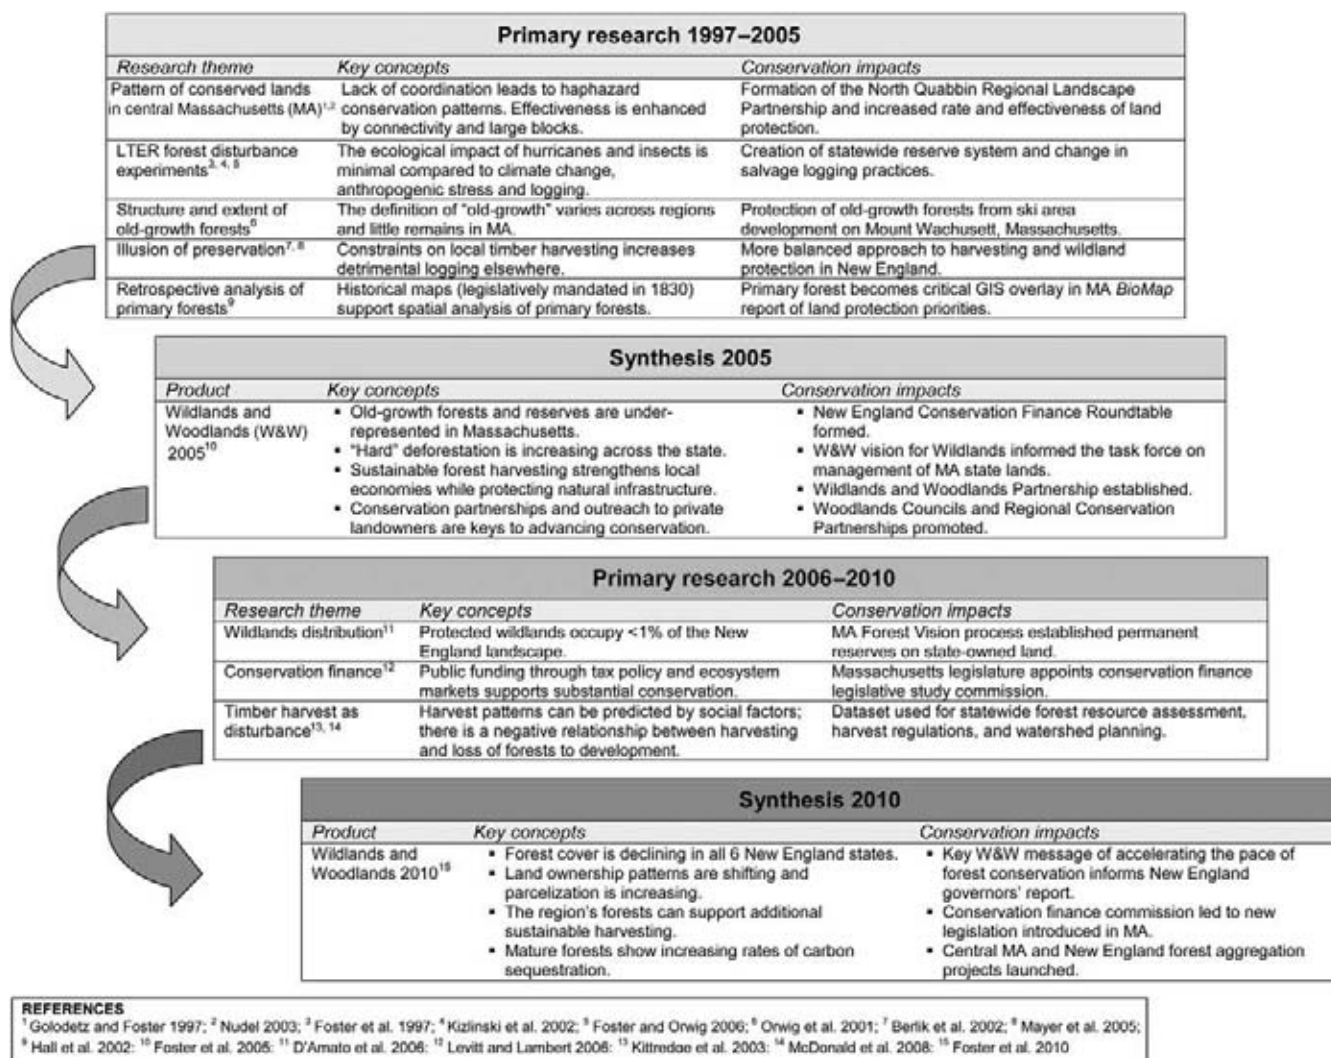 Primary research 1997–2005
Research theme Key concepts Conservation impacts
Pattern of conserved lands in central Massachusetts (MA)1,2
Lack of coordination leads to haphazard
conservation patterns. Effectiveness is enhanced
by connectivity and large blocks.
Formation of the North Quabbin Regional Landscape
Partnership and increased rate and effectiveness of land
protection.
LTER forest disturbance
experiments3, 4, 5
The ecological impact of hurricanes and insects is
minimal compared to climate change,
anthropogenic stress and logging.
Creation of statewide reserve system and change in
salvage logging practices.
Structure and extent of
old-growth forests6
The definition of "old-growth" varies across regions
and little remains in MA.
Protection of old-growth forests from ski area
development on Mount Wachusett, Massachusetts.
Illusion of preservation7, 8
Constraints on local timber harvesting increases
detrimental logging elsewhere.
More balanced approach to harvesting and wildland
protection in New England.
Retrospective analysis of
primary forests9
Historical maps (legislatively mandated in 1830)
support spatial analysis of primary forests.
Primary forest becomes critical GIS overlay in MA BioMap
report of land protection priorities.
Synthesis 2005
Product Key concepts Conservation impacts
Wildlands and
Woodlands (W&W)
200510
▪ Old-growth forests and reserves are under-
represented in Massachusetts.
▪ "Hard" deforestation is increasing across the state.
▪ Sustainable forest harvesting strengthens local
economies while protecting natural infrastructure.
▪ Conservation partnerships and outreach to private
landowners are keys to advancing conservation.
▪ New England Conservation Finance Roundtable
formed.
▪ W&W vision for Wildlands informed the task force on
management of MA state lands.
▪ Wildlands and Woodlands Partnership established.
▪ Woodlands Councils and Regional Conservation
Partnerships promoted.
Primary research 2006–2010
Research theme Key concepts Conservation impacts
Wildlands distribution11
Protected wildlands occupy <1% of the New
England landscape.
MA Forest Vision process established permanent
reserves on state-owned land.
Conservation finance12
Public funding through tax policy and ecosystem
markets supports substantial conservation.
Massachusetts legislature appoints conservation finance
legislative study commission.
Timber harvest as
disturbance13, 14
Harvest patterns can be predicted by social factors;
there is a negative relationship between harvesting
and loss of forests to development.
Dataset used for statewide forest resource assessment,
harvest regulations, and watershed planning.
Synthesis 2010
Product Key concepts Conservation impacts
Wildlands and
Woodlands 201015
▪ Forest cover is declining in all 6 New England states.
▪ Land ownership patterns are shifting and
parcelization is increasing.
▪ The region's forests can support additional
sustainable harvesting.
▪ Mature forests show increasing rates of carbon
sequestration.
▪ Key W&W message of accelerating the pace of
forest conservation informs New England
governors' report.
▪ Conservation finance commission led to new
legislation introduced in MA.
▪ Central MA and New England forest aggregation
projects launched.
REFERENCES
1 Golodetz and Foster 1997; 2 Nudel 2003; 3 Foster et al. 1997; 4 Kizlinski et al. 2002; 5 Foster and Orwig 2006; 6 Orwig et al. 2001; 7 Berlik et al. 2002; 8 Mayer et al. 2005;
9 Hall et al. 2002; 10 Foster et al. 2005; 11 D'Amato et al. 2006; 12 Levitt and Lambert 2006; 13 Kittredge et al. 2003; 14 McDonald et al. 2008; 15 Foster et al. 2010